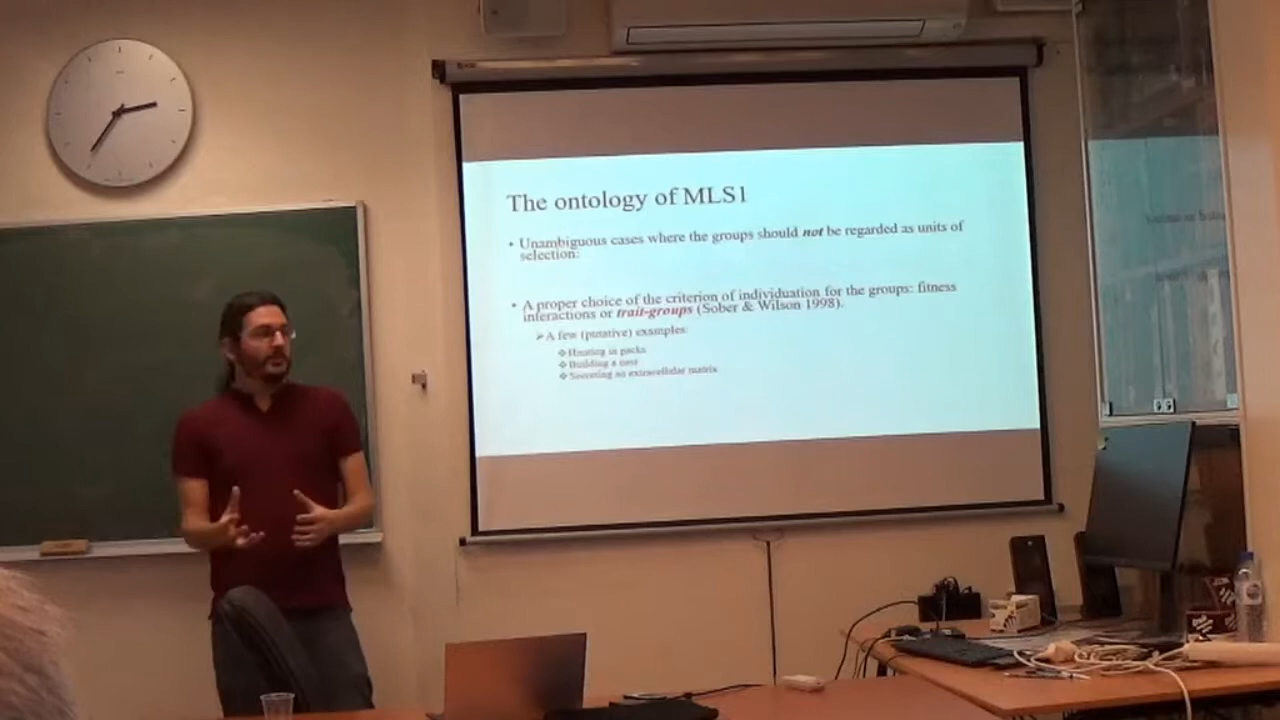 The ontology of MLS1
• Unambiguous cases where the groups should not be regarded as units of
selection:
• A proper choice of the criterion of individuation for the groups: fitness
interactions or trait-groups (Sober & Wilson 1998).
➢A few (putative) examples:
❖Hunting in packs
❖Building a nest
❖Secreting an extracellular matrix